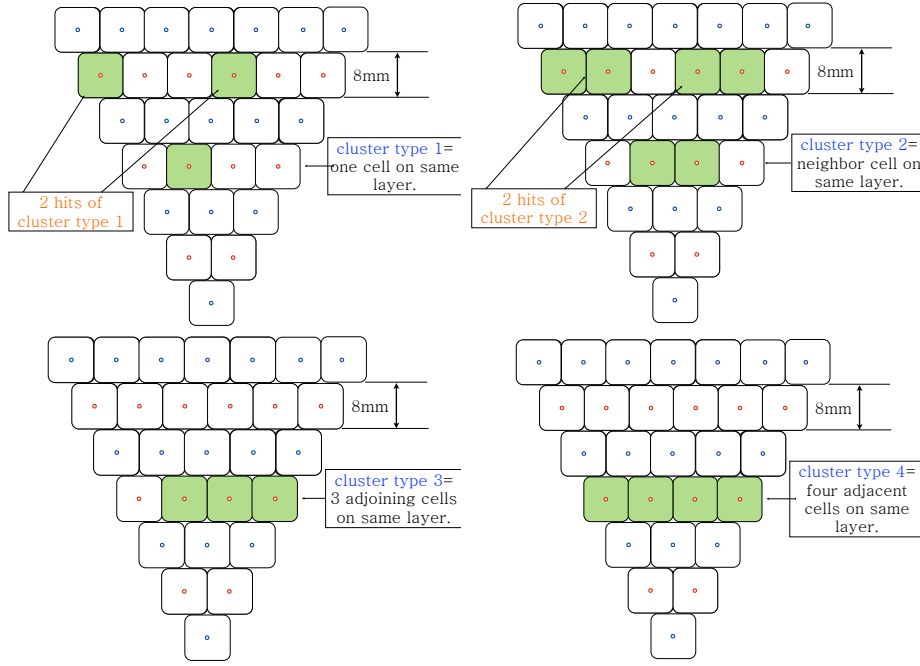 8mm
cluster type 1=
one cell on same
layer.
2 hits of
cluster type 1
8mm
cluster type 2=
neighbor cell on
same layer.
2 hits of
cluster type 2
8mm
cluster type 3=
3 adjoining cells
on same layer.
8mm
cluster type 4=
four adjacent
cells on same
layer.